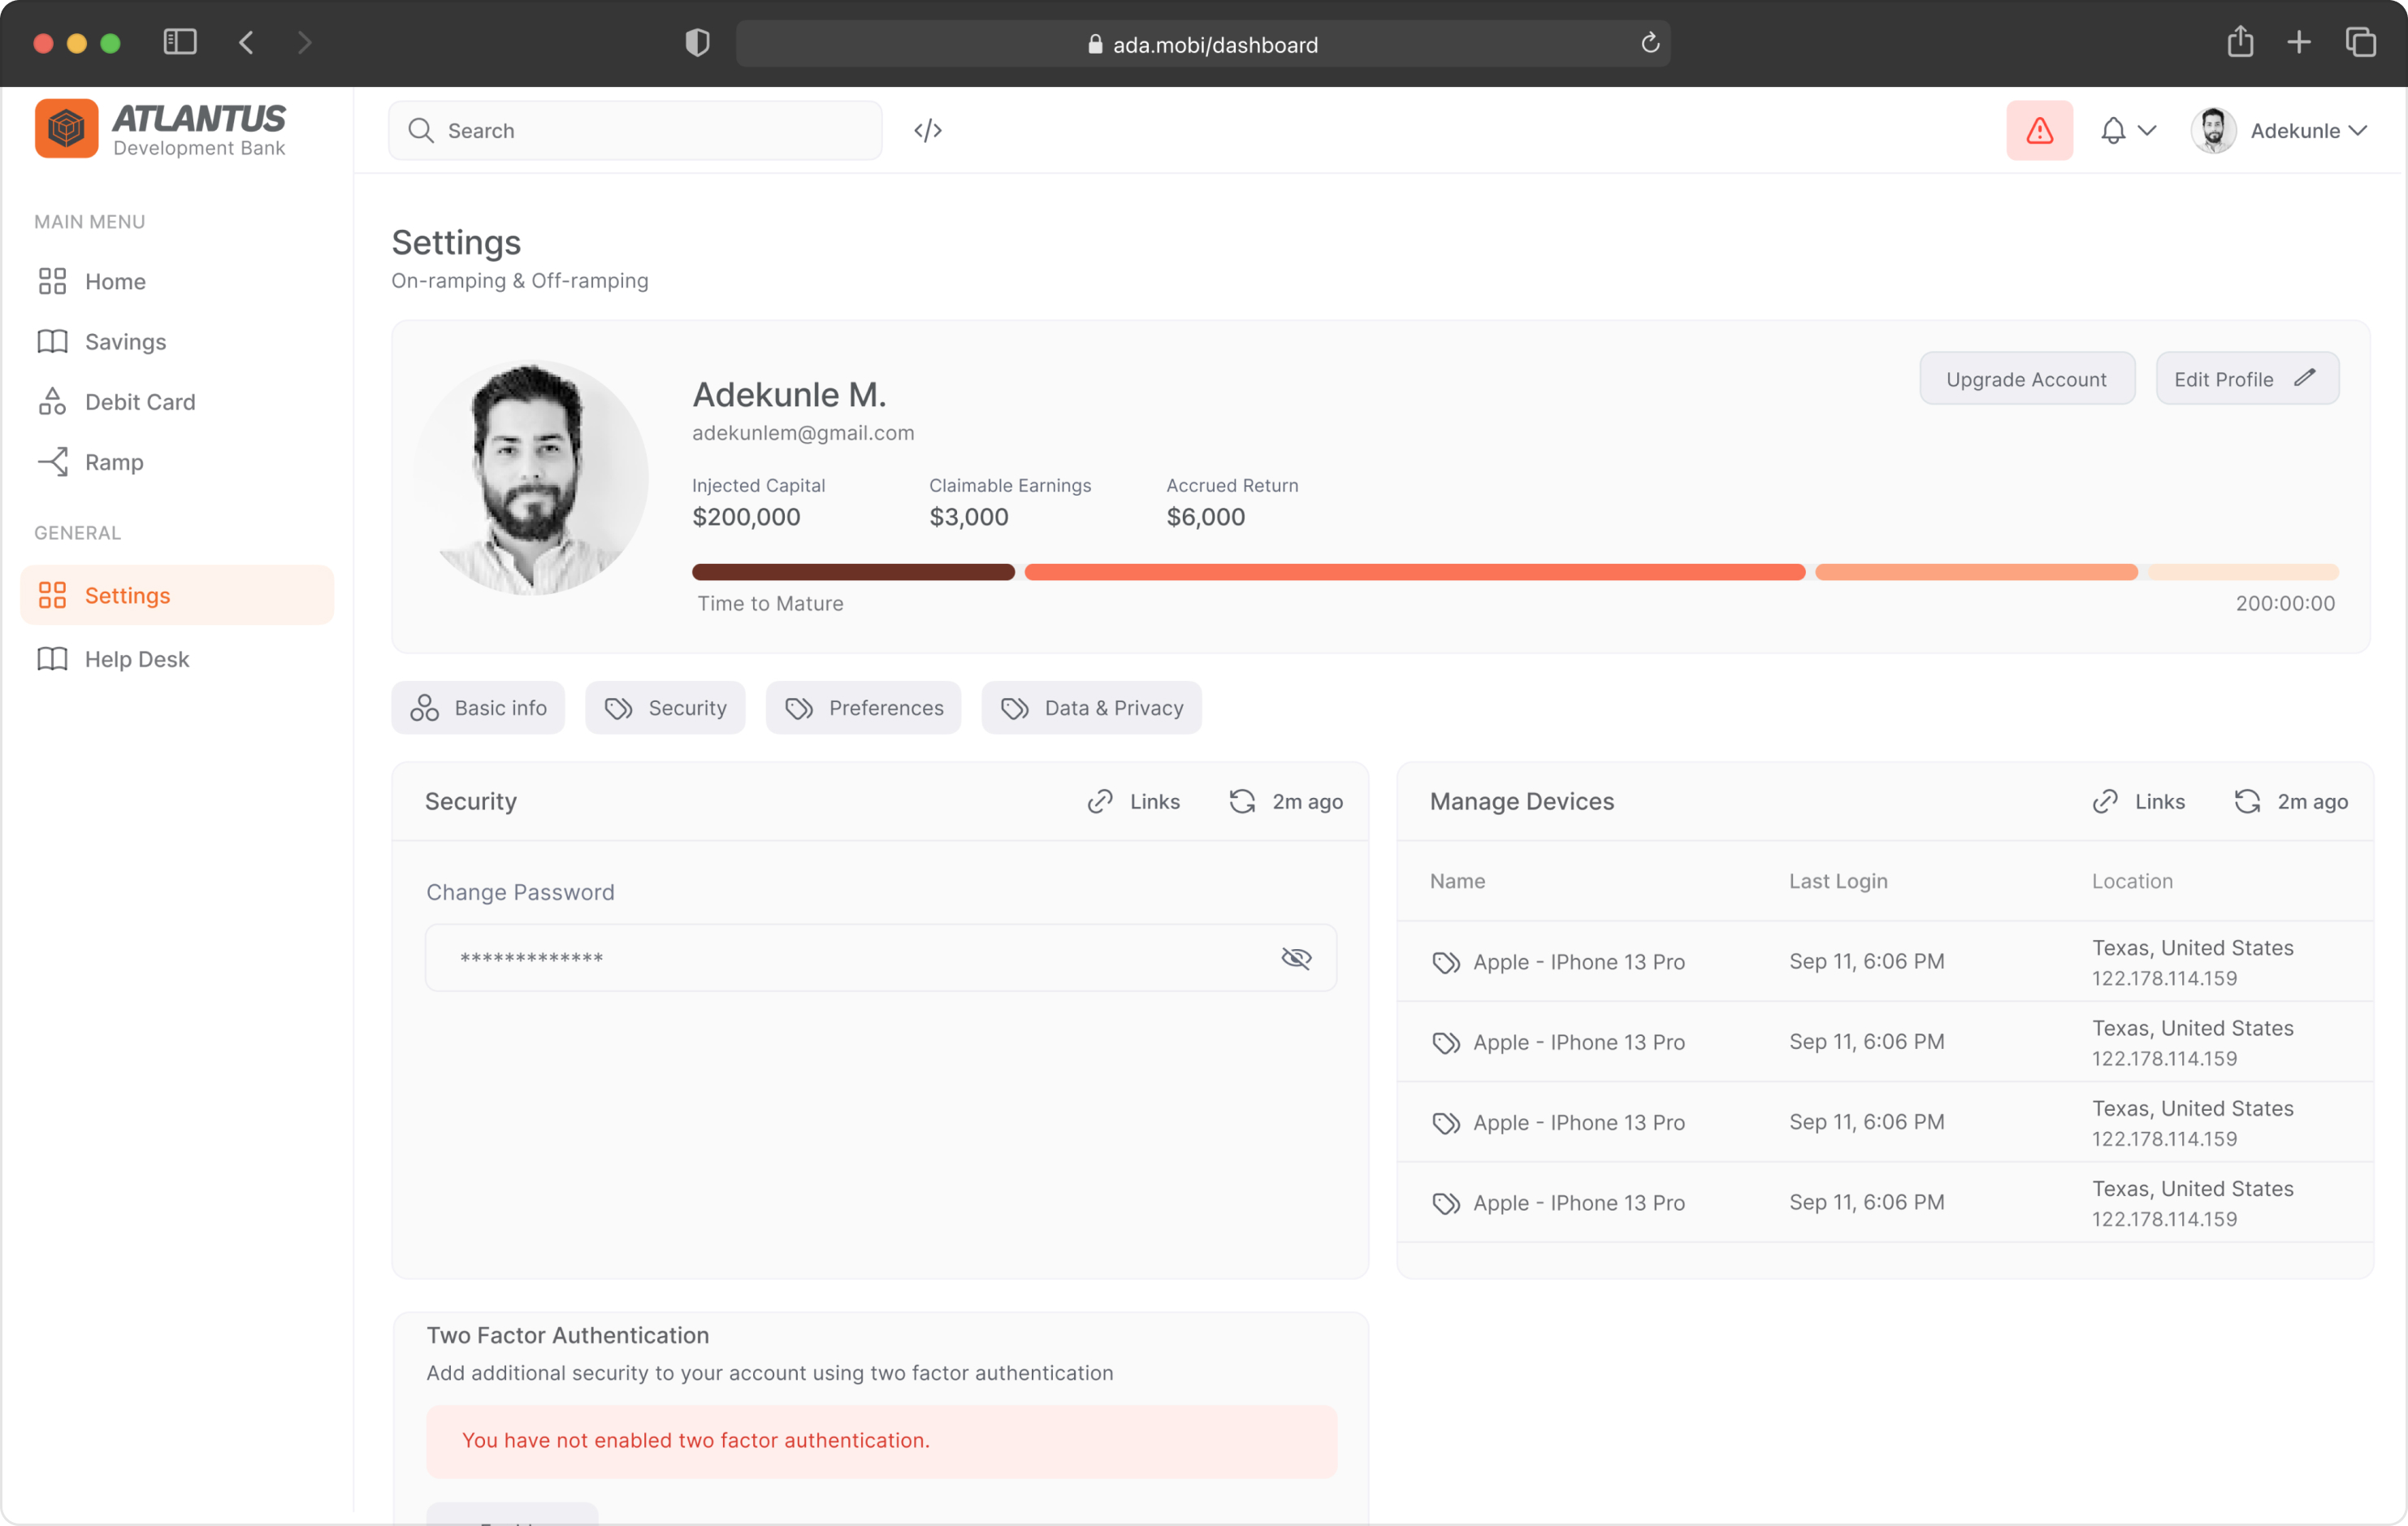 ada.mobi/dashboard
ATLANTUS
Development Bank
Search
</>
Adekunle
MAIN MENU
Home
Savings
Debit Card
Ramp
GENERAL
Settings
Help Desk
Settings
On-ramping & Off-ramping
Adekunle M.
adekunlem@gmail.com
Upgrade Account
Edit Profile
Injected Capital
Claimable Earnings
Accrued Return
$200,000
$3,000
$6,000
Time to Mature
200:00:00
Basic info
Security
Preferences
Data & Privacy
Security
Links
2m ago
Change Password
*************
Manage Devices
Links
2m ago
Name
Last Login
Location
Apple - IPhone 13 Pro
Sep 11, 6:06 PM
Texas, United States
122.178.114.159
Apple - IPhone 13 Pro
Sep 11, 6:06 PM
Texas, United States
122.178.114.159
Apple - IPhone 13 Pro
Sep 11, 6:06 PM
Texas, United States
122.178.114.159
Apple - IPhone 13 Pro
Sep 11, 6:06 PM
Texas, United States
122.178.114.159
Two Factor Authentication
Add additional security to your account using two factor authentication
You have not enabled two factor authentication.